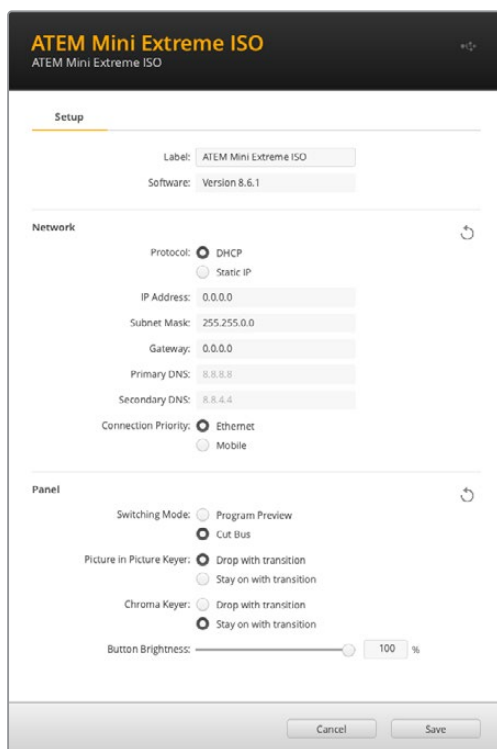 ATEM Mini Extreme ISO
ATEM Mini Extreme ISO
Setup
Label: ATEM Mini Extreme ISO
Software: Version 8.6.1
Network
Protocol: DHCP
Static IP
IP Address: 0.0.0.0
Subnet Mask: 255.255.0.0
Gateway: 0.0.0.0
Primary DNS: 8.8.8.8
Secondary DNS: 8.8.4.4
Connection Priority: Ethernet
Mobile
Panel
Switching Mode: Program Preview
Cut Bus
Picture in Picture Keyer: Drop with transition
Stay on with transition
Chroma Keyer: Drop with transition
Stay on with transition
Button Brightness: 100 %
Cancel Save